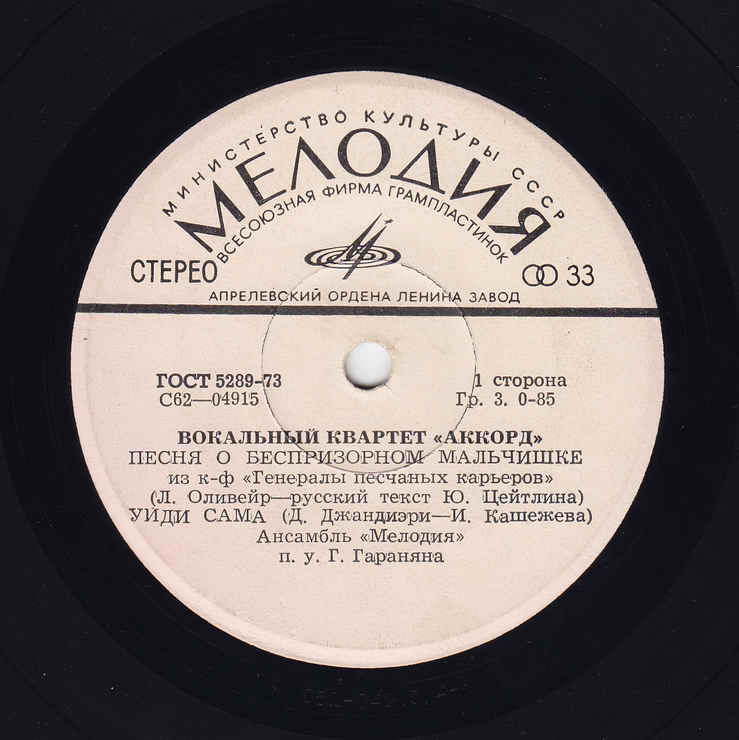 МИНИСТЕРСТВО КУЛЬТУРЫ СССР
МЕЛОДИЯ
ВСЕСОЮЗНАЯ ФИРМА ГРАМПЛАСТИНОК
СТЕРЕО
33
АПРЕЛЕВСКИЙ ОРДЕНА ЛЕНИНА ЗАВОД
ГОСТ 5289-73
1 сторона
С62—04915
Гр. 3. 0-85
ВОКАЛЬНЫЙ КВАРТЕТ «АККОРД»
ПЕСНЯ О БЕСПРИЗОРНОМ МАЛЬЧИШКЕ
из к-ф «Генералы песчаных карьеров»
(Л. Оливейр—русский текст Ю. Цейтлина)
УЙДИ САМА (Д. Джандиэри—И. Кашежева)
Ансамбль «Мелодия»
п. у. Г. Гараняна